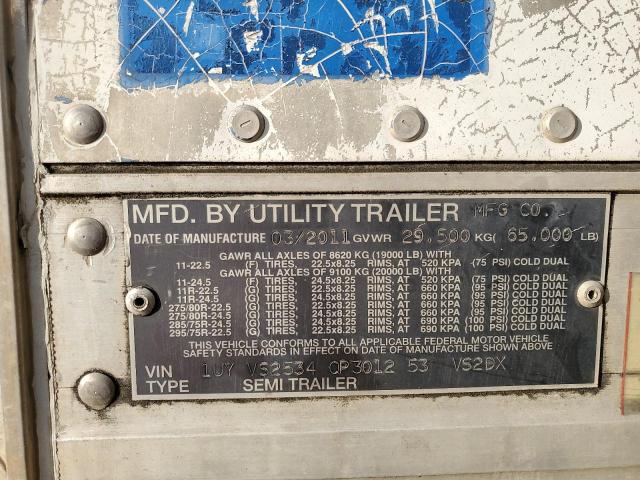 MFD. BY UTILITY TRAILER MFG CO.
DATE OF MANUFACTURE 03/2011 GVWR 29,500 KG( 65,000 LB)
GAWR ALL AXLES OF 8620 KG (19000 LB) WITH
11-22.5 (F) TIRES, 22.5x8.25 RIMS, AT 520 KPA (75 PSI) COLD DUAL
GAWR ALL AXLES OF 9100 KG (20000 LB) WITH
11-24.5 (F) TIRES, 24.5x8.25 RIMS, AT 520 KPA (75 PSI) COLD DUAL
11R-22.5 (G) TIRES, 22.5x8.25 RIMS, AT 660 KPA (95 PSI) COLD DUAL
11R-24.5 (G) TIRES, 24.5x8.25 RIMS, AT 660 KPA (95 PSI) COLD DUAL
275/80R-22.5 (G) TIRES, 22.5x8.25 RIMS, AT 660 KPA (95 PSI) COLD DUAL
275/80R-24.5 (G) TIRES, 24.5x8.25 RIMS, AT 660 KPA (95 PSI) COLD DUAL
285/75R-24.5 (G) TIRES, 24.5x8.25 RIMS, AT 690 KPA (100 PSI) COLD DUAL
295/75R-22.5 (G) TIRES, 22.5x8.25 RIMS, AT 690 KPA (100 PSI) COLD DUAL
THIS VEHICLE CONFORMS TO ALL APPLICABLE FEDERAL MOTOR VEHICLE
SAFETY STANDARDS IN EFFECT ON DATE OF MANUFACTURE SHOWN ABOVE
VIN 1UY VS2534 CP3012 53 VS2DX
TYPE SEMI TRAILER